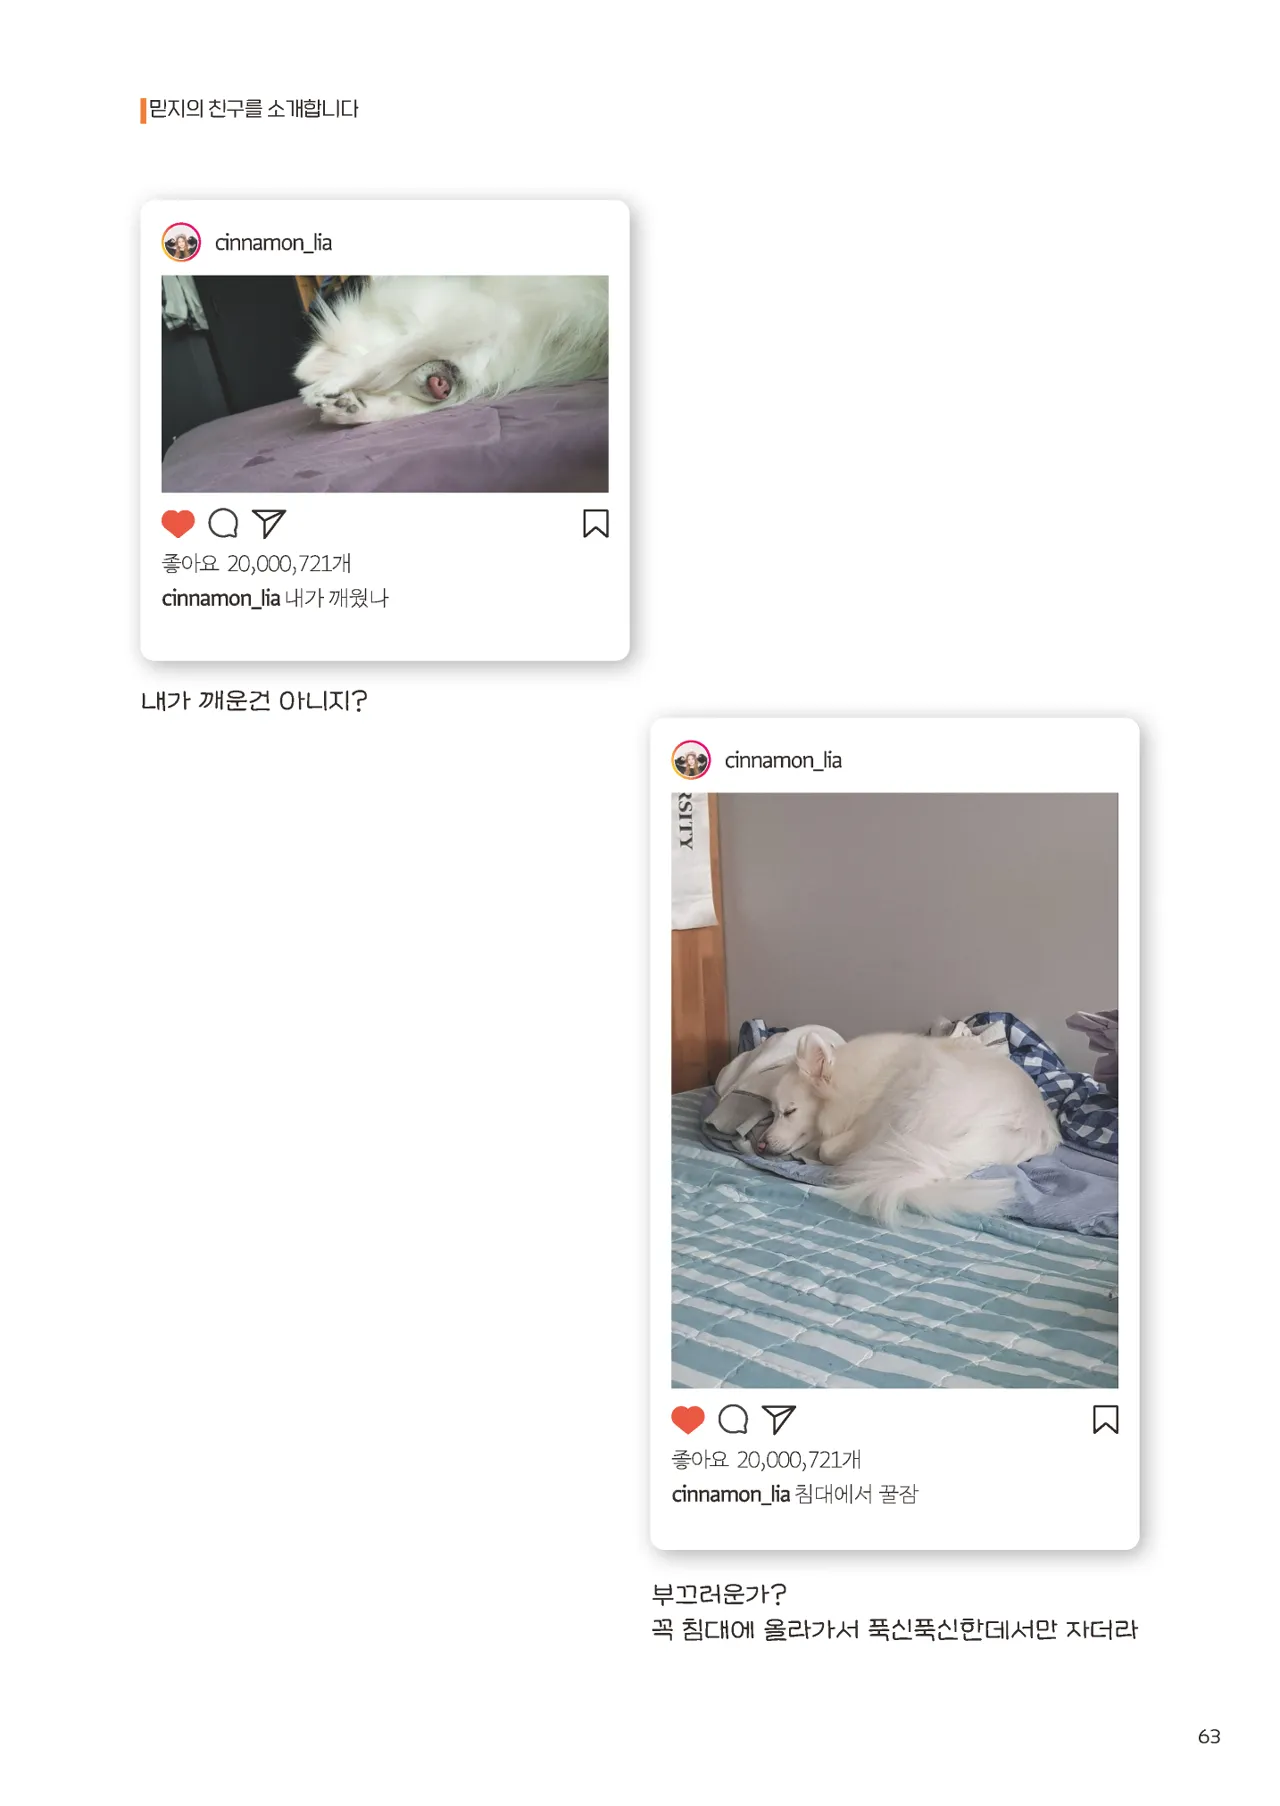 믿지의 친구를 소개합니다
cinnamon_lia
좋아요 20,000,721개
cinnamon_lia 내가 깨웠나
내가 깨운건 아니지?
cinnamon_lia
RSITY
좋아요 20,000,721개
cinnamon_lia 침대에서 꿀잠
부끄러운가?
꼭 침대에 올라가서 푹신푹신한데서만 자더라
63